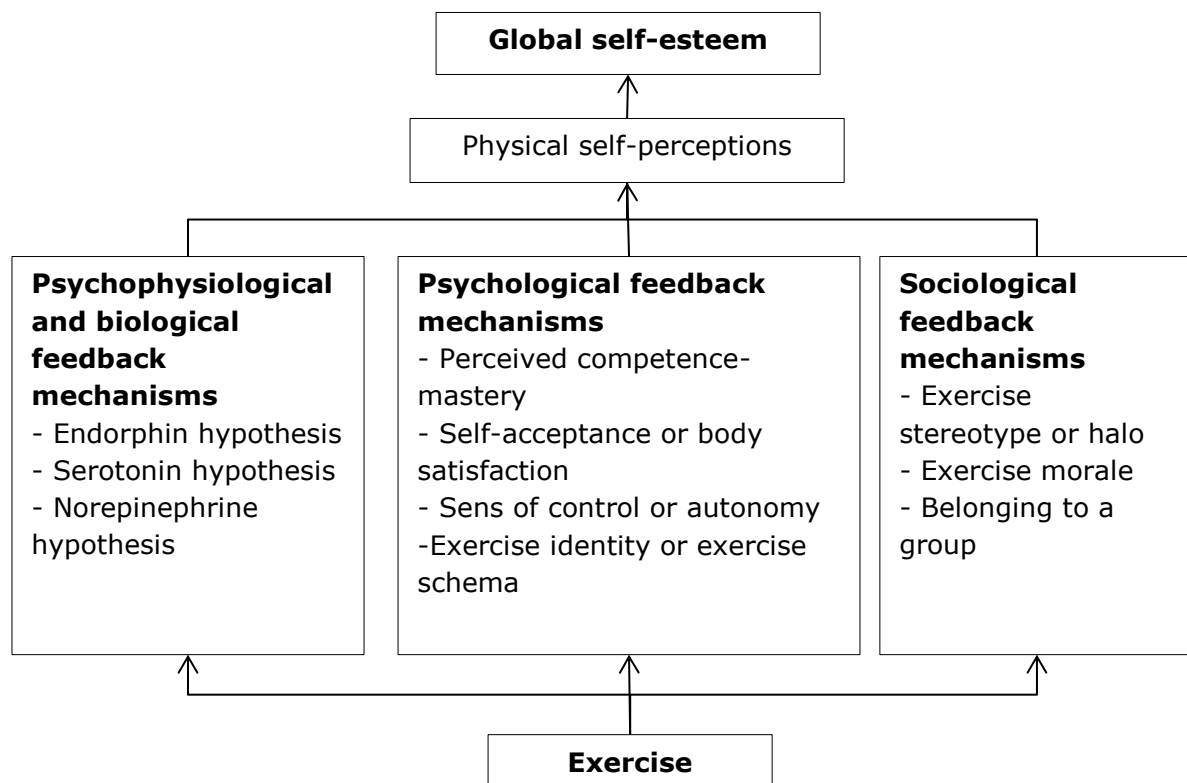 Global self-esteem
Physical self-perceptions
Psychophysiological
and biological
feedback
mechanisms
- Endorphin hypothesis
- Serotonin hypothesis
- Norepinephrine
hypothesis
Psychological feedback
mechanisms
- Perceived competence-
mastery
- Self-acceptance or body
satisfaction
- Sens of control or autonomy
-Exercise identity or exercise
schema
Sociological
feedback
mechanisms
- Exercise
stereotype or halo
- Exercise morale
- Belonging to a
group
Exercise